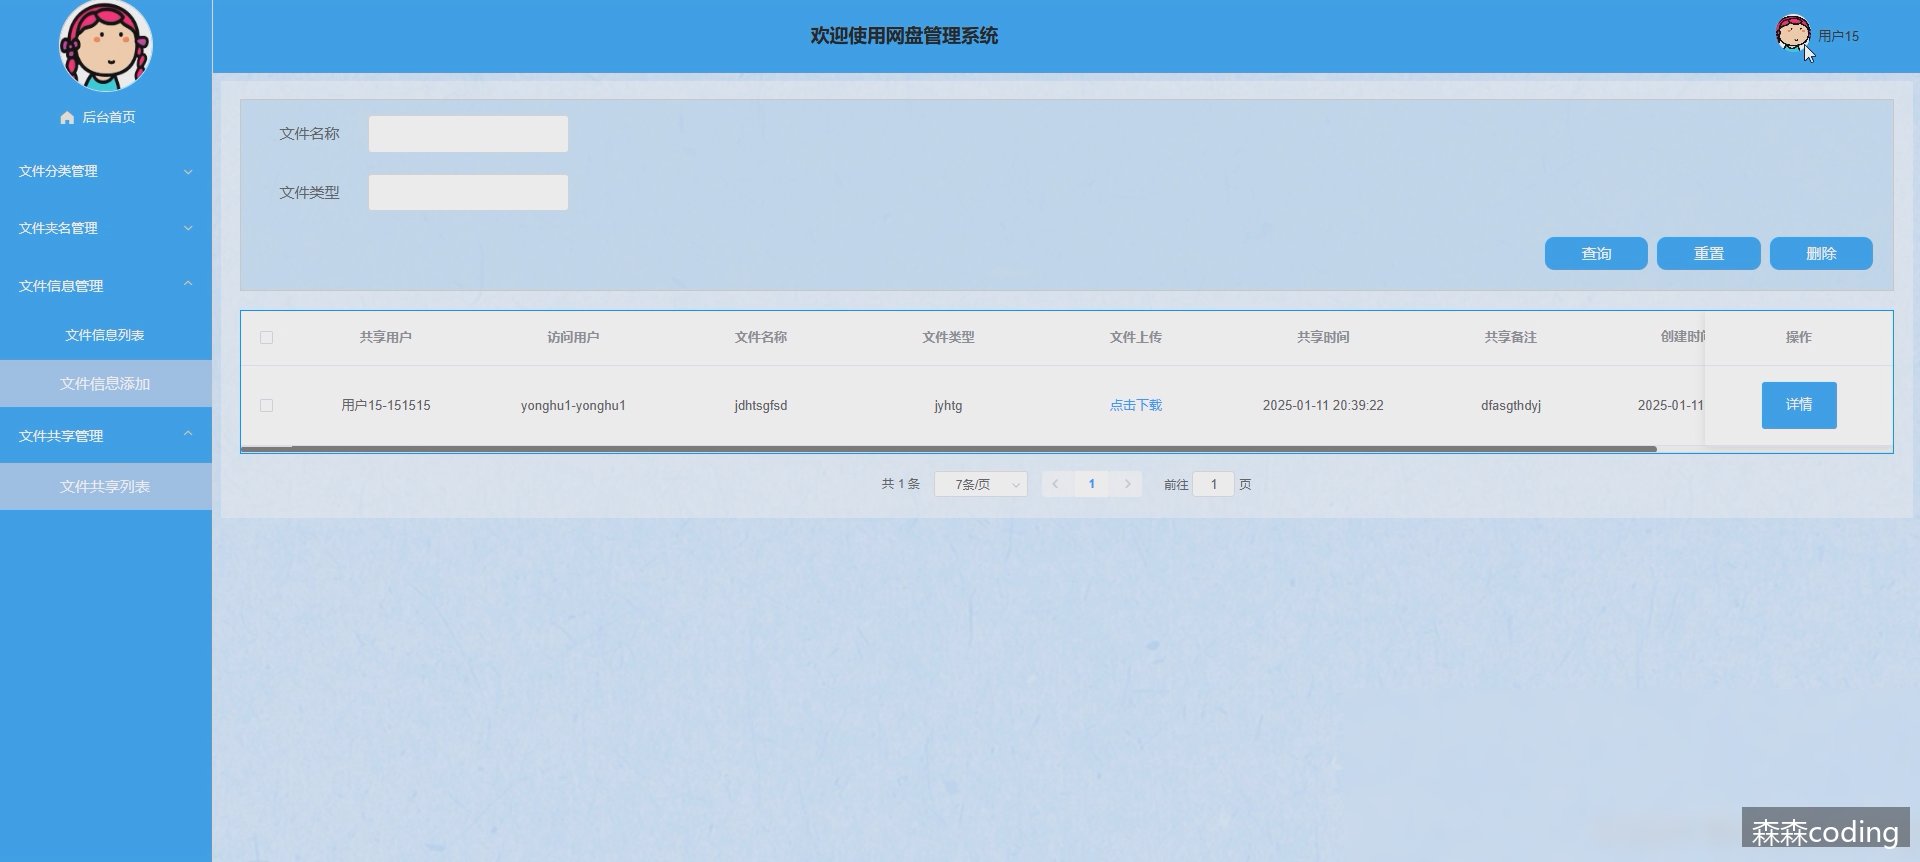 欢迎使用网盘管理系统
用户15
后台首页
文件分类管理
文件夹名管理
文件信息管理
文件信息列表
文件信息添加
文件共享管理
文件共享列表
文件名称
文件类型
查询 重置 删除
共享用户 访问用户 文件名称 文件类型 文件上传 共享时间 共享备注 创建时间 操作
用户15-151515 yonghu1-yonghu1 jdhtsgfsd jyhtg 点击下载 2025-01-11 20:39:22 dfasgthdyj 2025-01-11 详情
共 1 条 7条/页 1 前往 1 页
森森coding